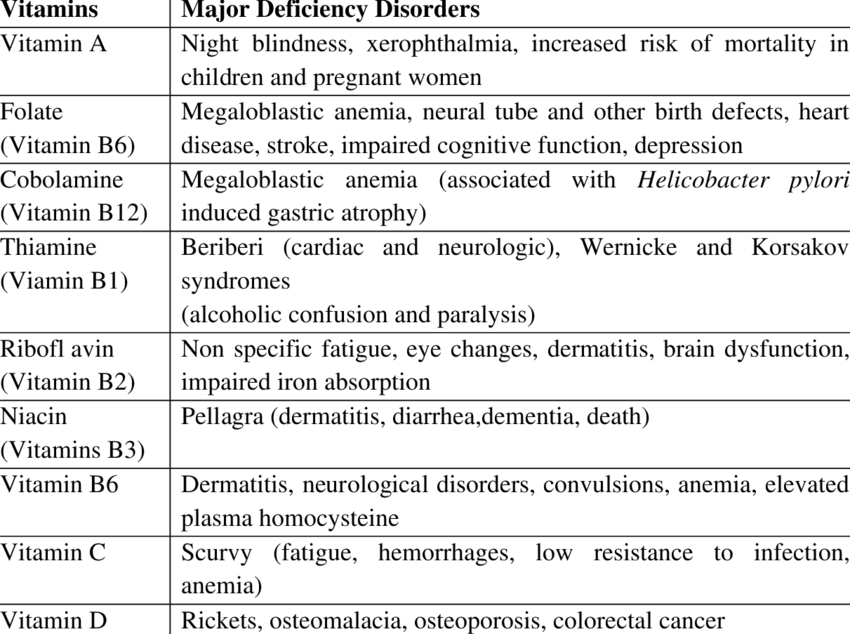 Vitamins Major Deficiency Disorders
Vitamin A Night blindness, xerophthalmia, increased risk of mortality in
children and pregnant women
Folate Megaloblastic anemia, neural tube and other birth defects, heart
(Vitamin B6) disease, stroke, impaired cognitive function, depression
Cobolamine Megaloblastic anemia (associated with Helicobacter pylori
(Vitamin B12) induced gastric atrophy)
Thiamine Beriberi (cardiac and neurologic), Wernicke and Korsakov
(Viamin B1) syndromes
(alcoholic confusion and paralysis)
Ribofl avin Non specific fatigue, eye changes, dermatitis, brain dysfunction,
(Vitamin B2) impaired iron absorption
Niacin Pellagra (dermatitis, diarrhea,dementia, death)
(Vitamins B3)
Vitamin B6 Dermatitis, neurological disorders, convulsions, anemia, elevated
plasma homocysteine
Vitamin C Scurvy (fatigue, hemorrhages, low resistance to infection,
anemia)
Vitamin D Rickets, osteomalacia, osteoporosis, colorectal cancer